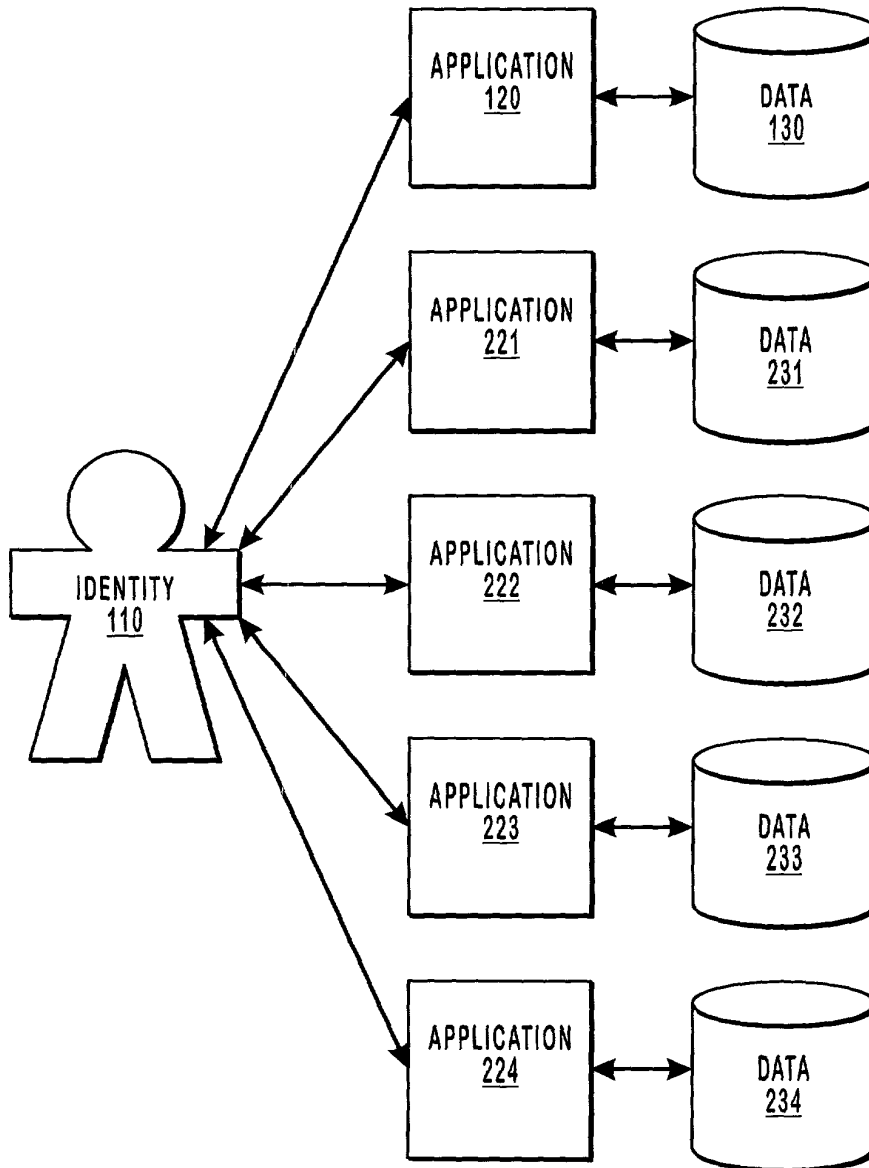 APPLICATION
120
DATA
130
APPLICATION
221
DATA
231
IDENTITY
110
APPLICATION
222
DATA
232
APPLICATION
223
DATA
233
APPLICATION
224
DATA
234